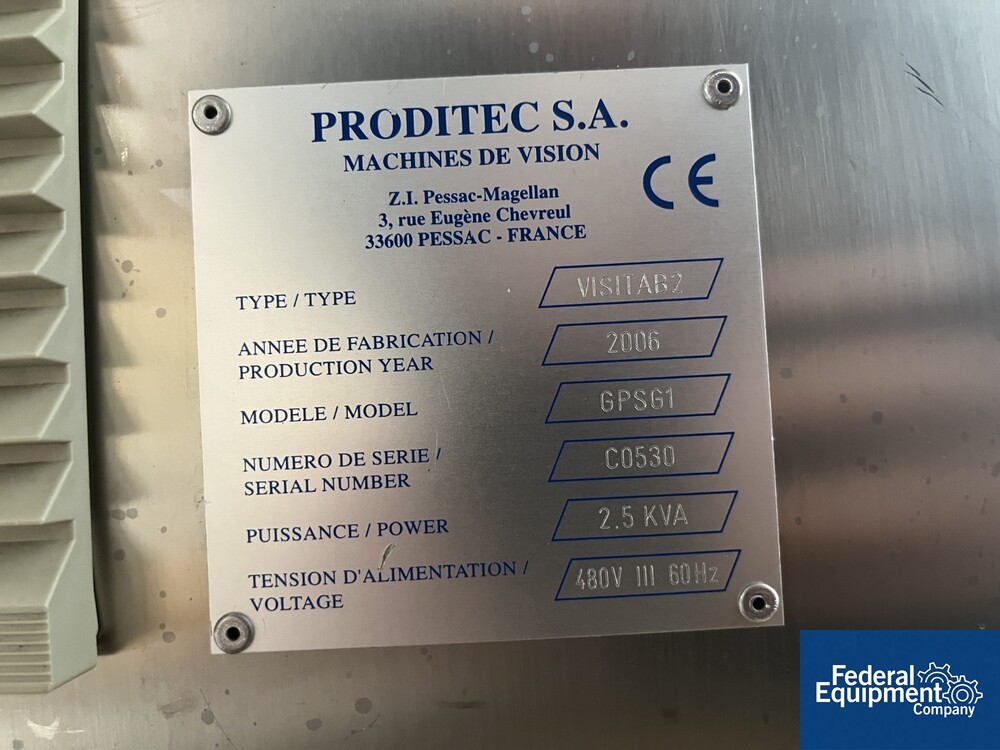 PRODITEC S.A.
MACHINES DE VISION
CE
Z.I. Pessac-Magellan
3, rue Eugène Chevreul
33600 PESSAC - FRANCE
TYPE / TYPE VISITAB2
ANNEE DE FABRICATION /
PRODUCTION YEAR 2006
MODELE / MODEL GPSG1
NUMERO DE SERIE /
SERIAL NUMBER C0530
PUISSANCE / POWER 2.5 KVA
TENSION D'ALIMENTATION /
VOLTAGE 480V III 60Hz
Federal
Equipment
Company